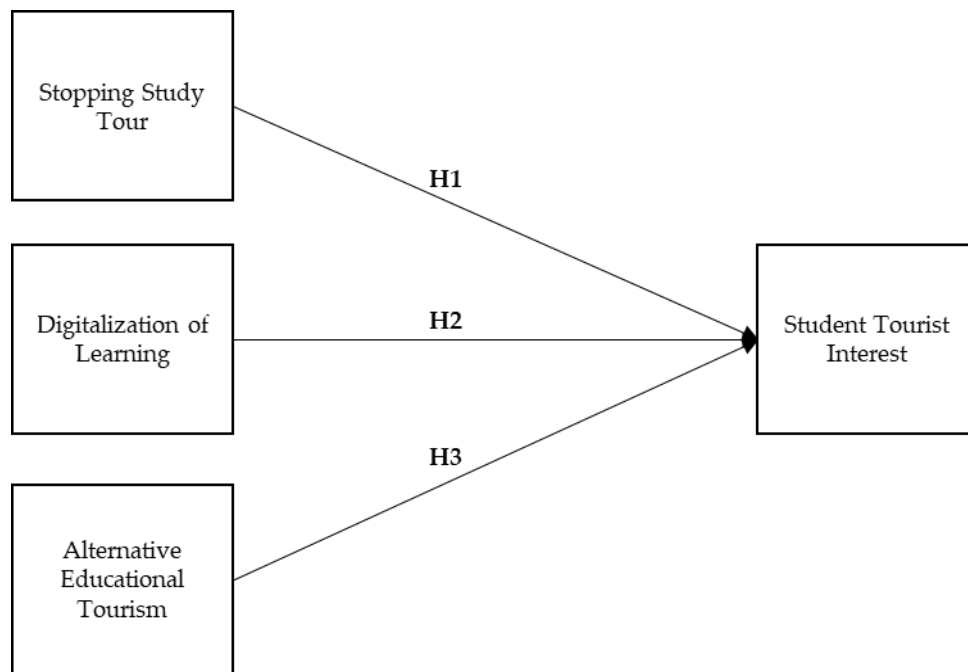 Stopping Study
Tour
H1
Digitalization of
Learning
H2
Student Tourist
Interest
H3
Alternative
Educational
Tourism